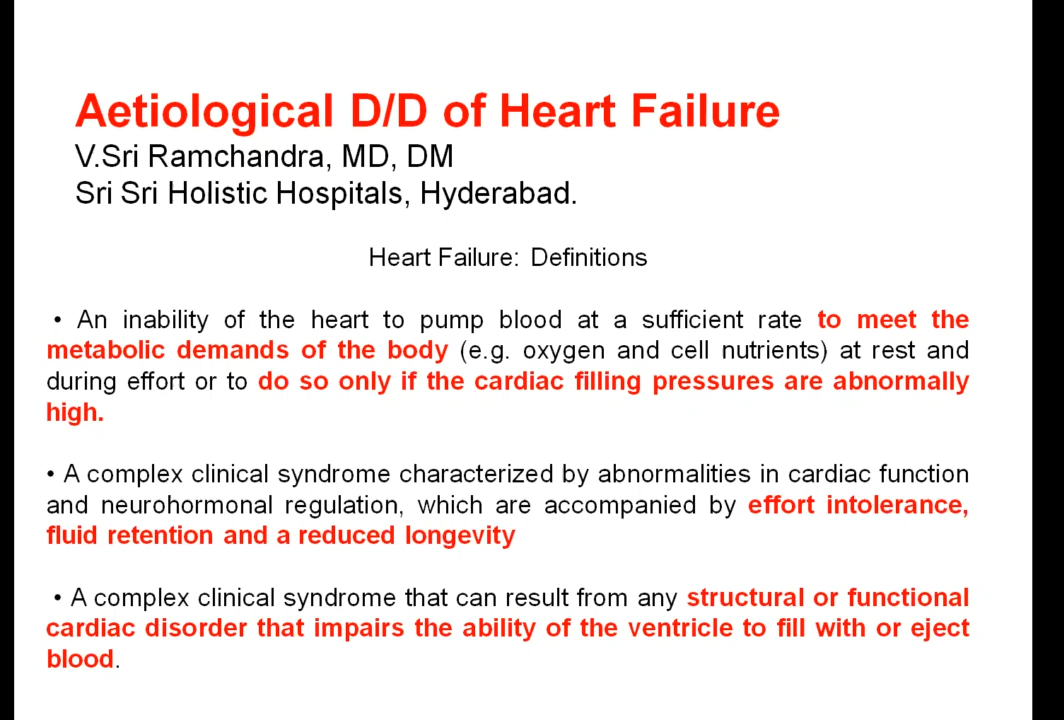 Aetiological D/D of Heart Failure
V.Sri Ramchandra, MD, DM
Sri Sri Holistic Hospitals, Hyderabad.
Heart Failure: Definitions
• An inability of the heart to pump blood at a sufficient rate to meet the
metabolic demands of the body (e.g. oxygen and cell nutrients) at rest and
during effort or to do so only if the cardiac filling pressures are abnormally
high.
• A complex clinical syndrome characterized by abnormalities in cardiac function
and neurohormonal regulation, which are accompanied by effort intolerance,
fluid retention and a reduced longevity
• A complex clinical syndrome that can result from any structural or functional
cardiac disorder that impairs the ability of the ventricle to fill with or eject
blood.